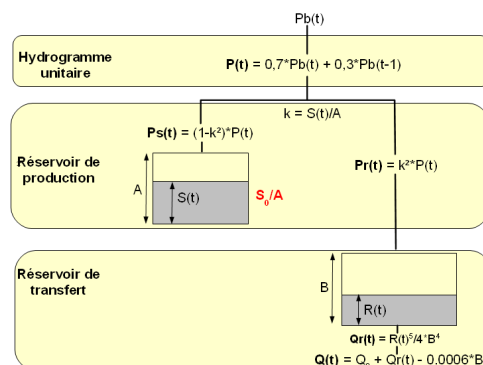 Pb(t)
Hydrogramme
unitaire
P(t) = 0,7*Pb(t) + 0,3*Pb(t-1)
k = S(t)/A
Ps(t) = (1-k²)*P(t)
Réservoir de
production
Pr(t) = k²*P(t)
A
S(t)
S₀/A
Réservoir de
transfert
B
R(t)
Qr(t) = R(t)⁵/4*B⁴
Q(t) = Q₀ + Qr(t) - 0,0006*B